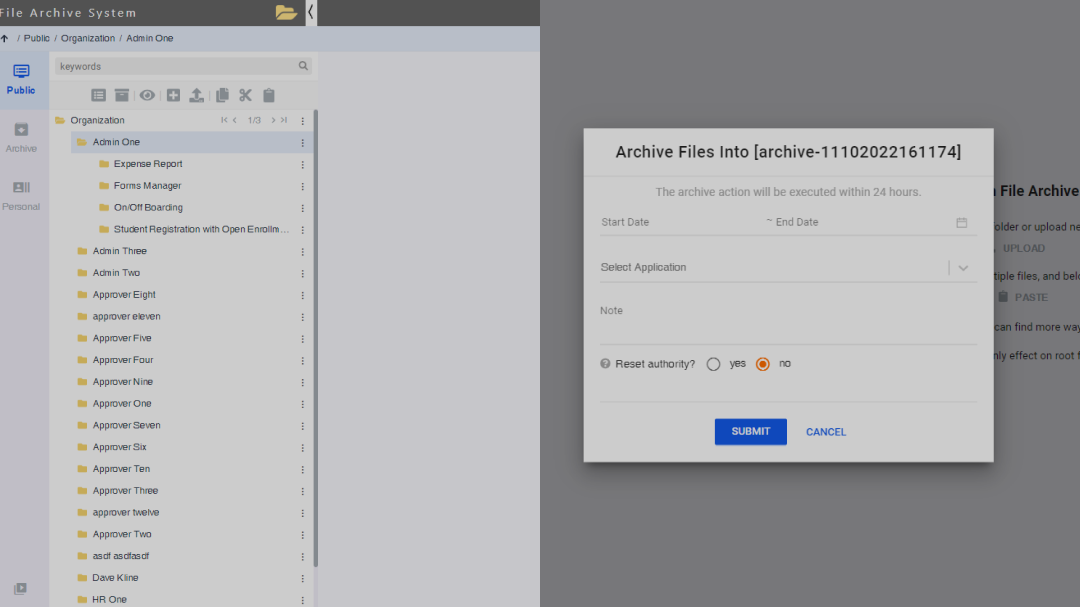 File Archive System
/ Public / Organization / Admin One
keywords
Public
Archive
Personal
Organization 1/3
Admin One
Expense Report
Forms Manager
On/Off Boarding
Student Registration with Open Enrollm...
Admin Three
Admin Two
Approver Eight
approver eleven
Approver Five
Approver Four
Approver Nine
Approver One
Approver Seven
Approver Six
Approver Ten
Approver Three
approver twelve
Approver Two
asdf asdfasdf
Dave Kline
HR One
Archive Files Into [archive-11102022161174]
The archive action will be executed within 24 hours.
Start Date ~ End Date
Select Application
Note
Reset authority? yes no
SUBMIT CANCEL
File Archive
older or upload ne
UPLOAD
tiple files, and belo
PASTE
can find more way
nly effect on root f